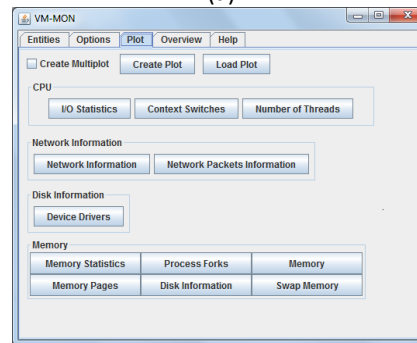 VM-MON
Entities Options Plot Overview Help
Create Multiplot Create Plot Load Plot
CPU
I/O Statistics Context Switches Number of Threads
Network Information
Network Information Network Packets Information
Disk Information
Device Drivers
Memory
Memory Statistics Process Forks Memory
Memory Pages Disk Information Swap Memory